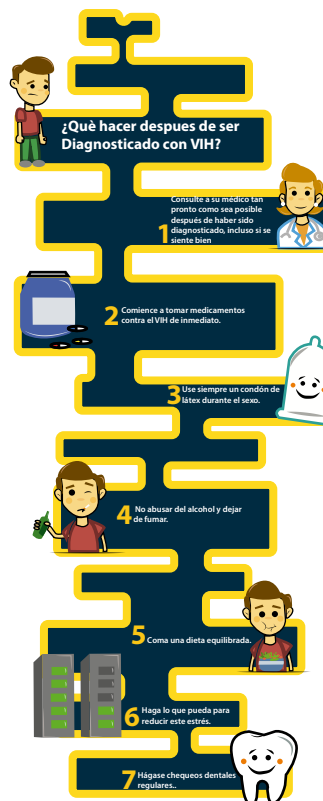 ¿Què hacer despues de ser
Diagnosticado con VIH?
Consulte a su médico tan
pronto como sea posible
después de haber sido
diagnosticado, incluso si se
1 siente bien
2 Comience a tomar medicamentos
contra el VIH de inmediato.
3 Use siempre un condón de
látex durante el sexo.
4 No abusar del alcohol y dejar
de fumar.
5 Coma una dieta equilibrada.
6 Haga lo que pueda para
reducir este estrés.
7 Hágase chequeos dentales
regulares..